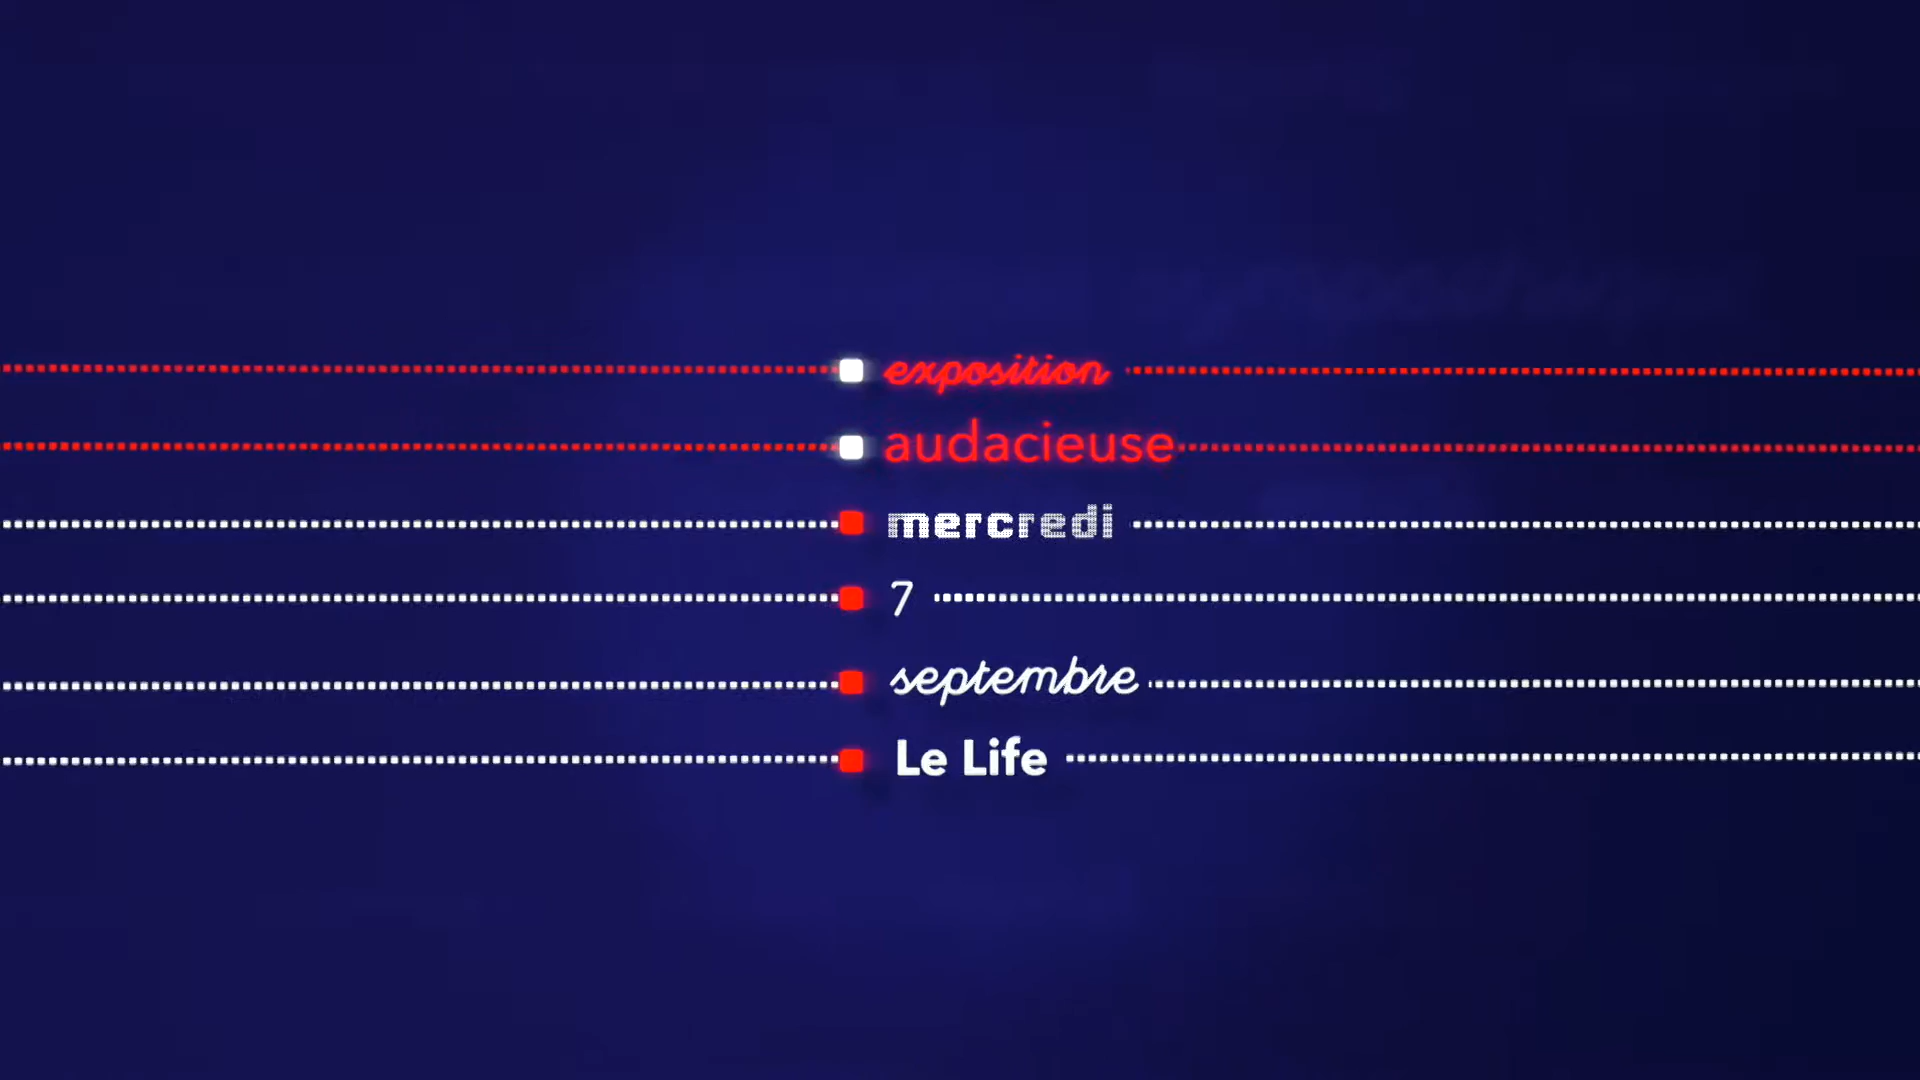 exposition
audacieuse
mercredi
7
septembre
Le Life